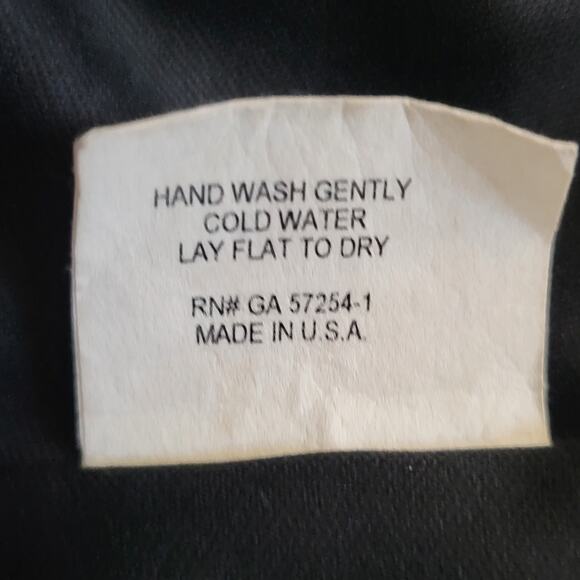 HAND WASH GENTLY
COLD WATER
LAY FLAT TO DRY
RN# GA 57254-1
MADE IN U.S.A.